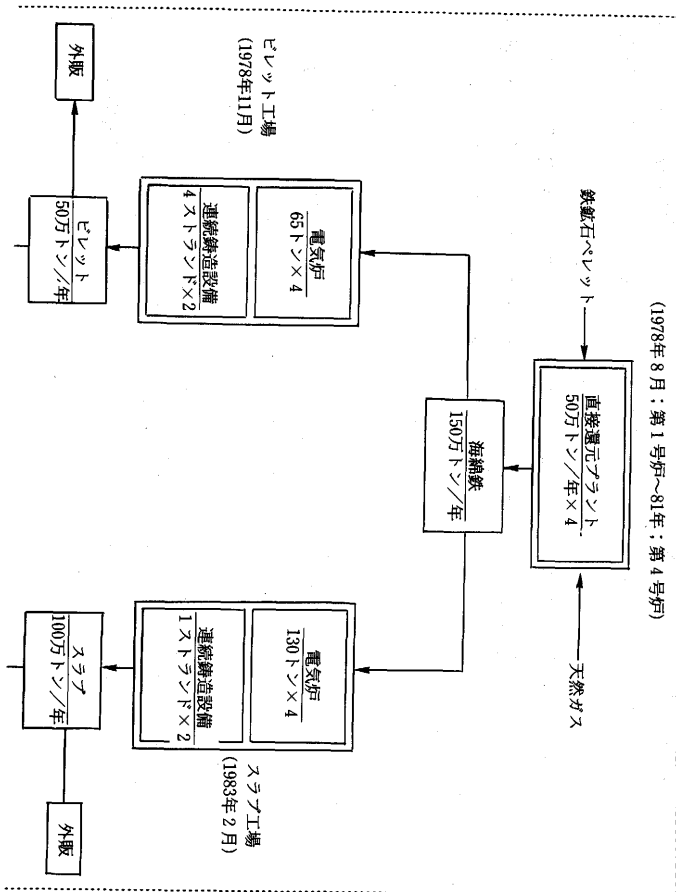 (1978年8月；第1号炉～81年；第4号炉)
鉄鉱石ペレット
直接還元プラント
50万トン／年×4
天然ガス
海綿鉄
150万トン／年
ビレット工場
(1978年11月)
電気炉
65トン×4
連続鋳造設備
4ストランド×2
電気炉
130トン×4
連続鋳造設備
1ストランド×2
スラブ工場
(1983年2月)
外販
ビレット
50万トン／年
スラブ
100万トン／年
外販